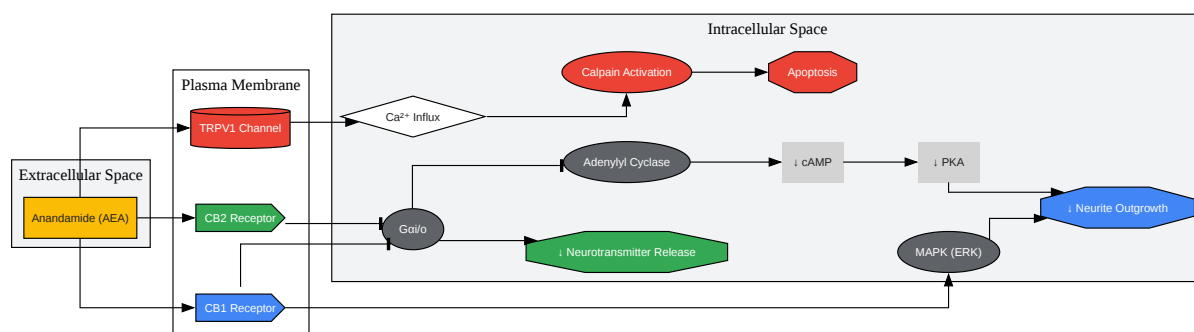 Intracellular Space
Calpain Activation
Apoptosis
Plasma Membrane
TRPV1 Channel
Ca²⁺ Influx
Adenylyl Cyclase
↓ cAMP
↓ PKA
Extracellular Space
Anandamide (AEA)
CB2 Receptor
Gαi/o
↓ Neurite Outgrowth
↓ Neurotransmitter Release
MAPK (ERK)
CB1 Receptor